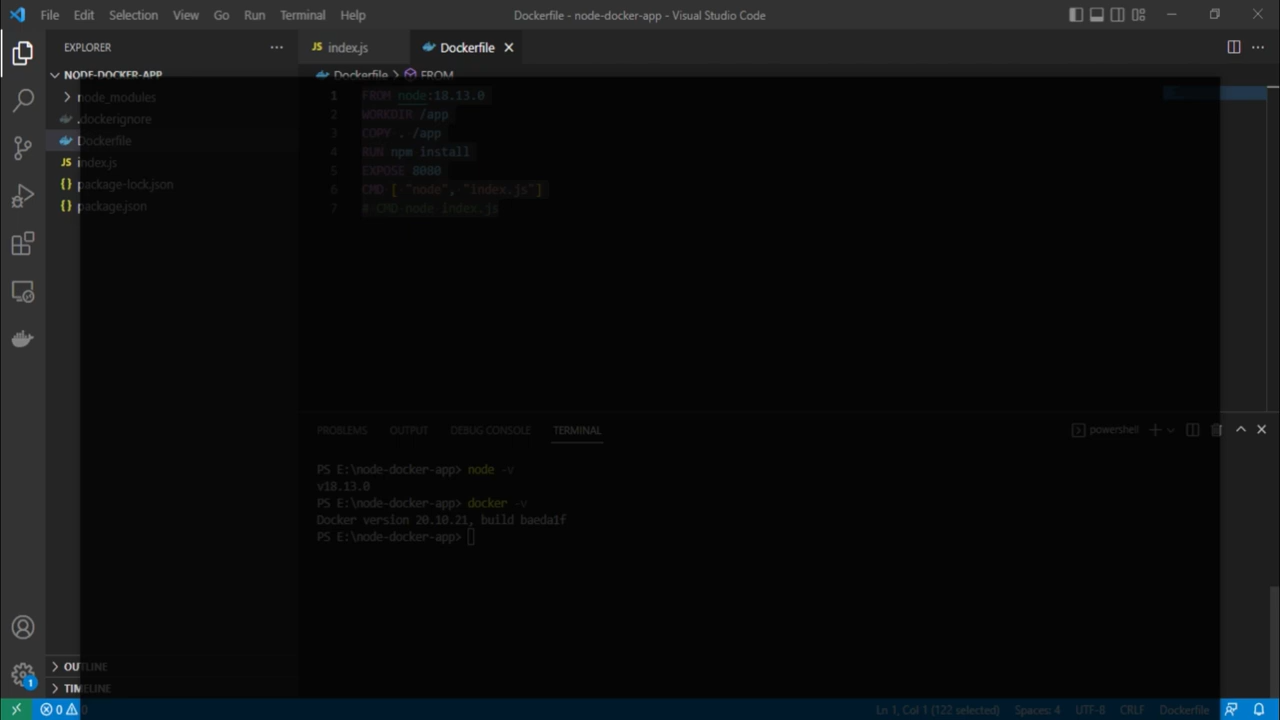 File Edit Selection View Go Run Terminal Help
Dockerfile - node-docker-app - Visual Studio Code
EXPLORER
index.js
Dockerfile
NODE-DOCKER-APP
Dockerfile > FROM
node_modules
.dockerignore
Dockerfile
JS index.js
{} package-lock.json
{} package.json
1 FROM node:18.13.0
2 WORKDIR /app
3 COPY . /app
4 RUN npm install
5 EXPOSE 8080
6 CMD [ "node", "index.js"]
7 # CMD node index.js
PROBLEMS OUTPUT DEBUG CONSOLE TERMINAL
powershell
PS E:\node-docker-app> node -v
v18.13.0
PS E:\node-docker-app> docker -v
Docker version 20.10.21, build baeda1f
PS E:\node-docker-app>
OUTLINE
TIMELINE
1
0 0
Ln 1, Col 1 (122 selected) Spaces: 4 UTF-8 CRLF Dockerfile